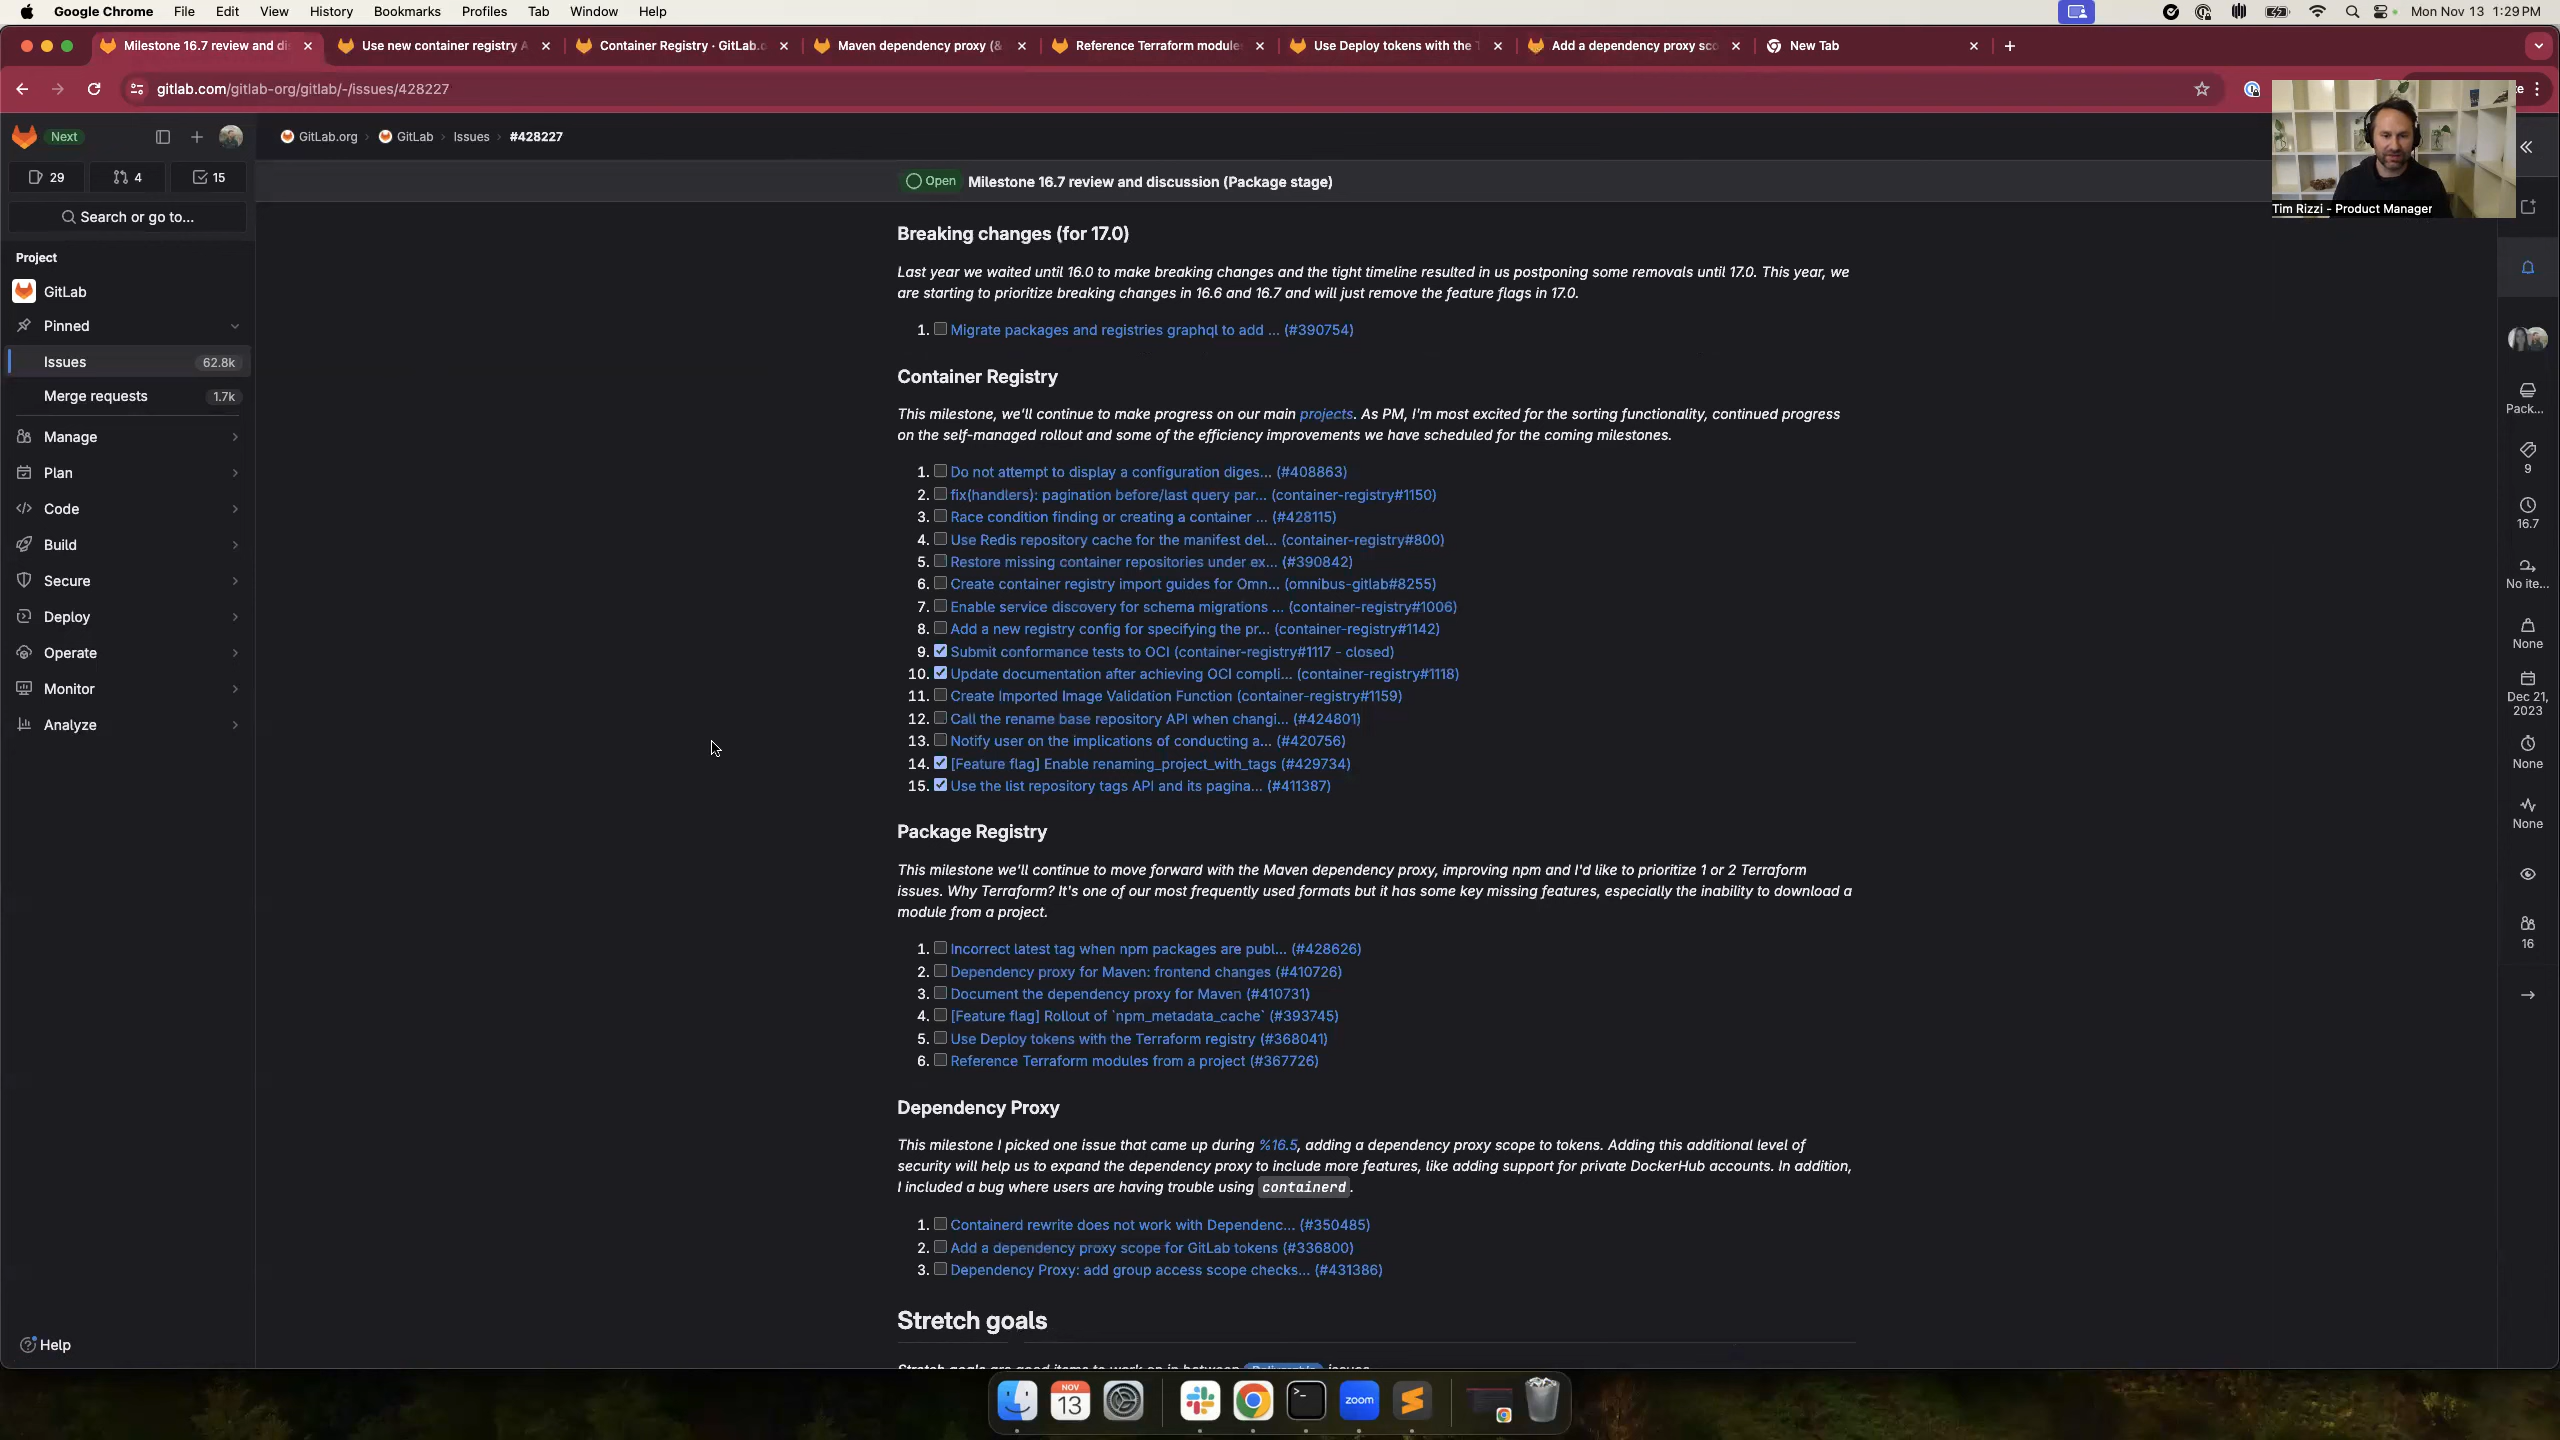 Google Chrome File Edit View History Bookmarks Profiles Tab Window Help Mon Nov 13 1:29 PM
Milestone 16.7 review and di Use new container registry A Container Registry · GitLab.o Maven dependency proxy (& Reference Terraform module Use Deploy tokens with the T Add a dependency proxy sco New Tab
gitlab.com/gitlab-org/gitlab/-/issues/428227
Next
GitLab.org GitLab Issues #428227
29 4 15
Search or go to...
Project
GitLab
Pinned
Issues 62.8k
Merge requests 1.7k
Manage
Plan
Code
Build
Secure
Deploy
Operate
Monitor
Analyze
Help
Open Milestone 16.7 review and discussion (Package stage)
Breaking changes (for 17.0)
Last year we waited until 16.0 to make breaking changes and the tight timeline resulted in us postponing some removals until 17.0. This year, we
are starting to prioritize breaking changes in 16.6 and 16.7 and will just remove the feature flags in 17.0.
1. Migrate packages and registries graphql to add ... (#390754)
Container Registry
This milestone, we'll continue to make progress on our main projects. As PM, I'm most excited for the sorting functionality, continued progress
on the self-managed rollout and some of the efficiency improvements we have scheduled for the coming milestones.
1. Do not attempt to display a configuration diges... (#408863)
2. fix(handlers): pagination before/last query par... (container-registry#1150)
3. Race condition finding or creating a container ... (#428115)
4. Use Redis repository cache for the manifest del... (container-registry#800)
5. Restore missing container repositories under ex... (#390842)
6. Create container registry import guides for Omn... (omnibus-gitlab#8255)
7. Enable service discovery for schema migrations ... (container-registry#1006)
8. Add a new registry config for specifying the pr... (container-registry#1142)
9. Submit conformance tests to OCI (container-registry#1117 - closed)
10. Update documentation after achieving OCI compli... (container-registry#1118)
11. Create Imported Image Validation Function (container-registry#1159)
12. Call the rename base repository API when changi... (#424801)
13. Notify user on the implications of conducting a... (#420756)
14. [Feature flag] Enable renaming_project_with_tags (#429734)
15. Use the list repository tags API and its pagina... (#411387)
Package Registry
This milestone we'll continue to move forward with the Maven dependency proxy, improving npm and I'd like to prioritize 1 or 2 Terraform
issues. Why Terraform? It's one of our most frequently used formats but it has some key missing features, especially the inability to download a
module from a project.
1. Incorrect latest tag when npm packages are publ... (#428626)
2. Dependency proxy for Maven: frontend changes (#410726)
3. Document the dependency proxy for Maven (#410731)
4. [Feature flag] Rollout of `npm_metadata_cache` (#393745)
5. Use Deploy tokens with the Terraform registry (#368041)
6. Reference Terraform modules from a project (#367726)
Dependency Proxy
This milestone I picked one issue that came up during %16.5, adding a dependency proxy scope to tokens. Adding this additional level of
security will help us to expand the dependency proxy to include more features, like adding support for private DockerHub accounts. In addition,
I included a bug where users are having trouble using containerd.
1. Containerd rewrite does not work with Dependenc... (#350485)
2. Add a dependency proxy scope for GitLab tokens (#336800)
3. Dependency Proxy: add group access scope checks... (#431386)
Stretch goals
Stretch goals are good items to work on in between Deliverable issues
Tim Rizzi - Product Manager
Pack...
9
16.7
No ite...
None
Dec 21,
2023
None
None
16
NOV
13
zoom